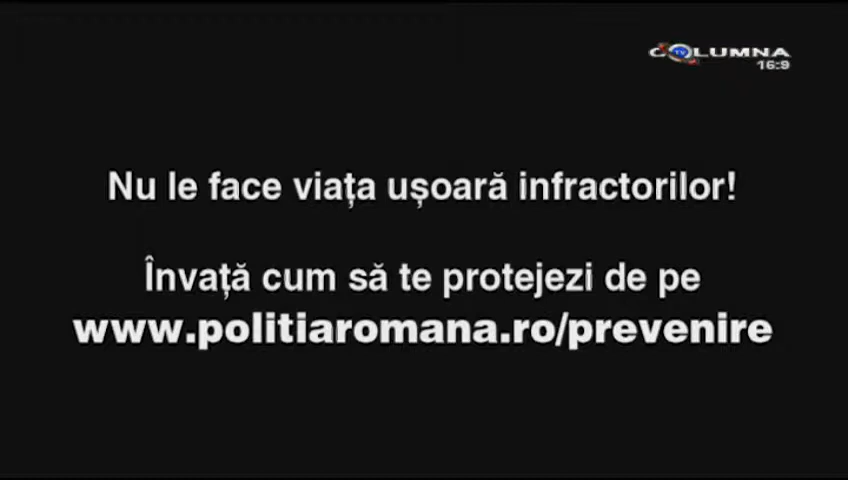 COLUMNA
TV
16:9
Nu le face viața ușoară infractorilor!
Învață cum să te protejezi de pe
www.politiaromana.ro/prevenire